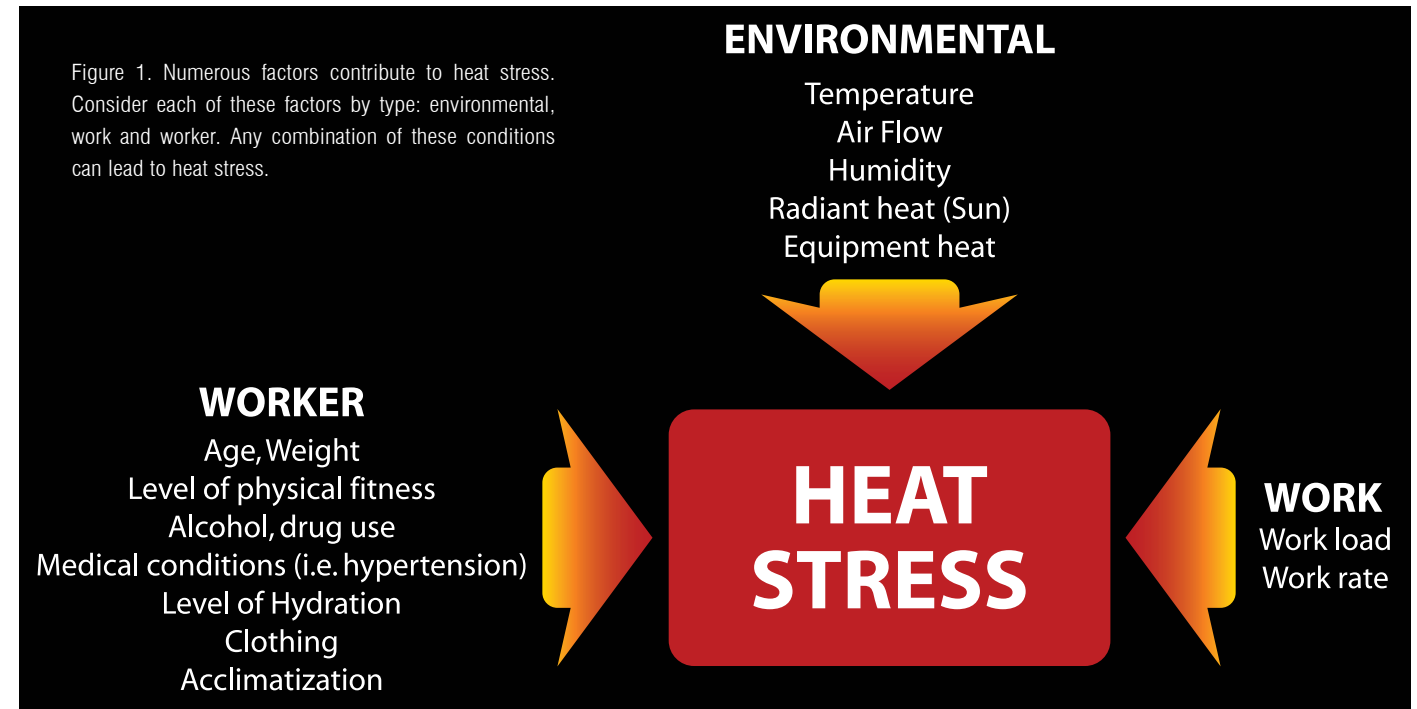 Figure 1. Numerous factors contribute to heat stress.
Consider each of these factors by type: environmental,
work and worker. Any combination of these conditions
can lead to heat stress.
ENVIRONMENTAL
Temperature
Air Flow
Humidity
Radiant heat (Sun)
Equipment heat
WORKER
Age, Weight
Level of physical fitness
Alcohol, drug use
Medical conditions (i.e. hypertension)
Level of Hydration
Clothing
Acclimatization
HEAT
STRESS
WORK
Work load
Work rate